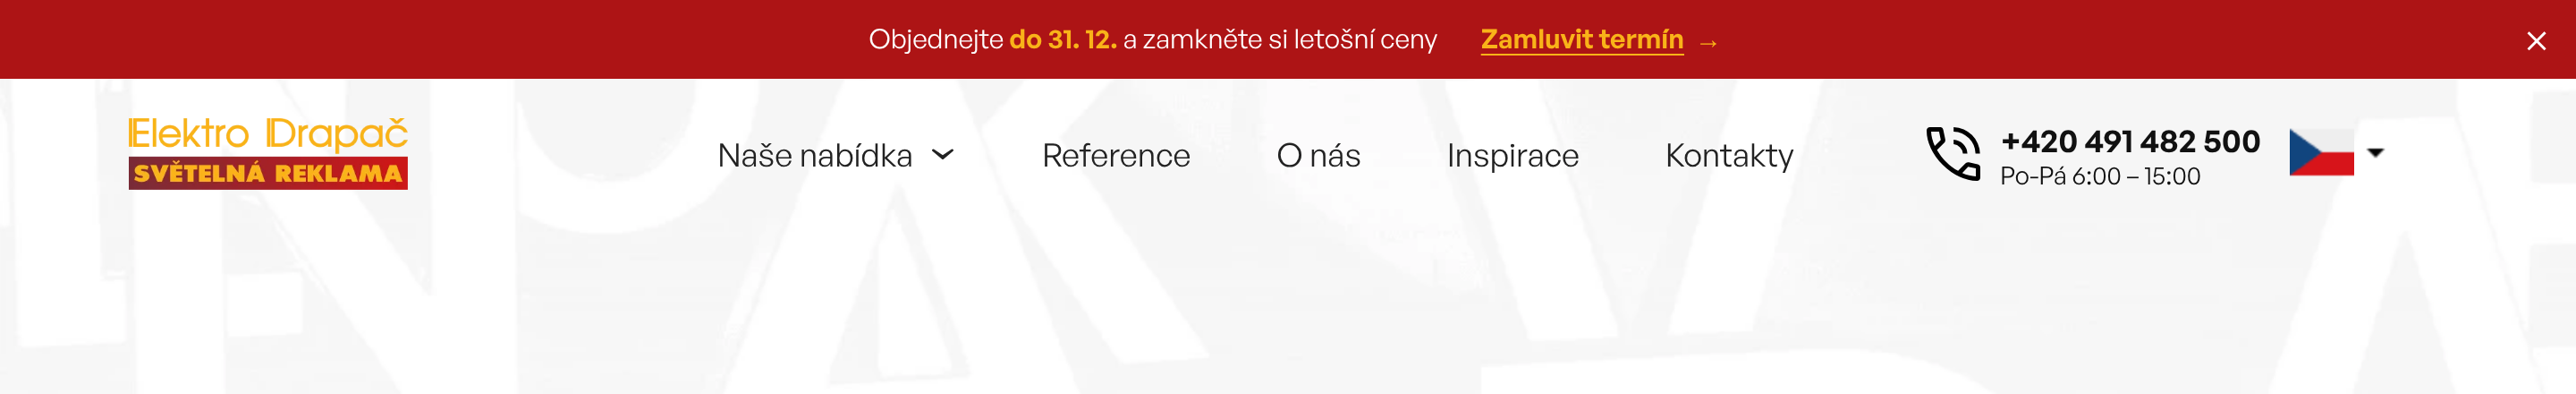 Objednejte do 31. 12. a zamkněte si letošní ceny Zamluvit termín →
Elektro Drapač
SVĚTELNÁ REKLAMA
Naše nabídka Reference O nás Inspirace Kontakty
+420 491 482 500
Po-Pá 6:00 – 15:00